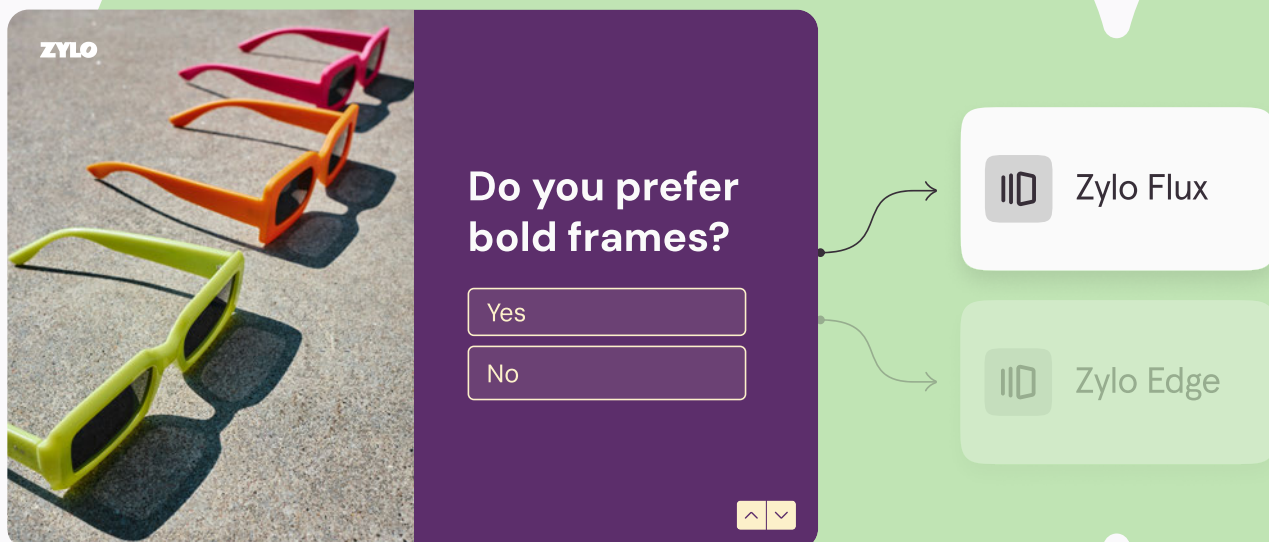 ZYLO
Do you prefer
bold frames?
Yes
No
Zylo Flux
Zylo Edge